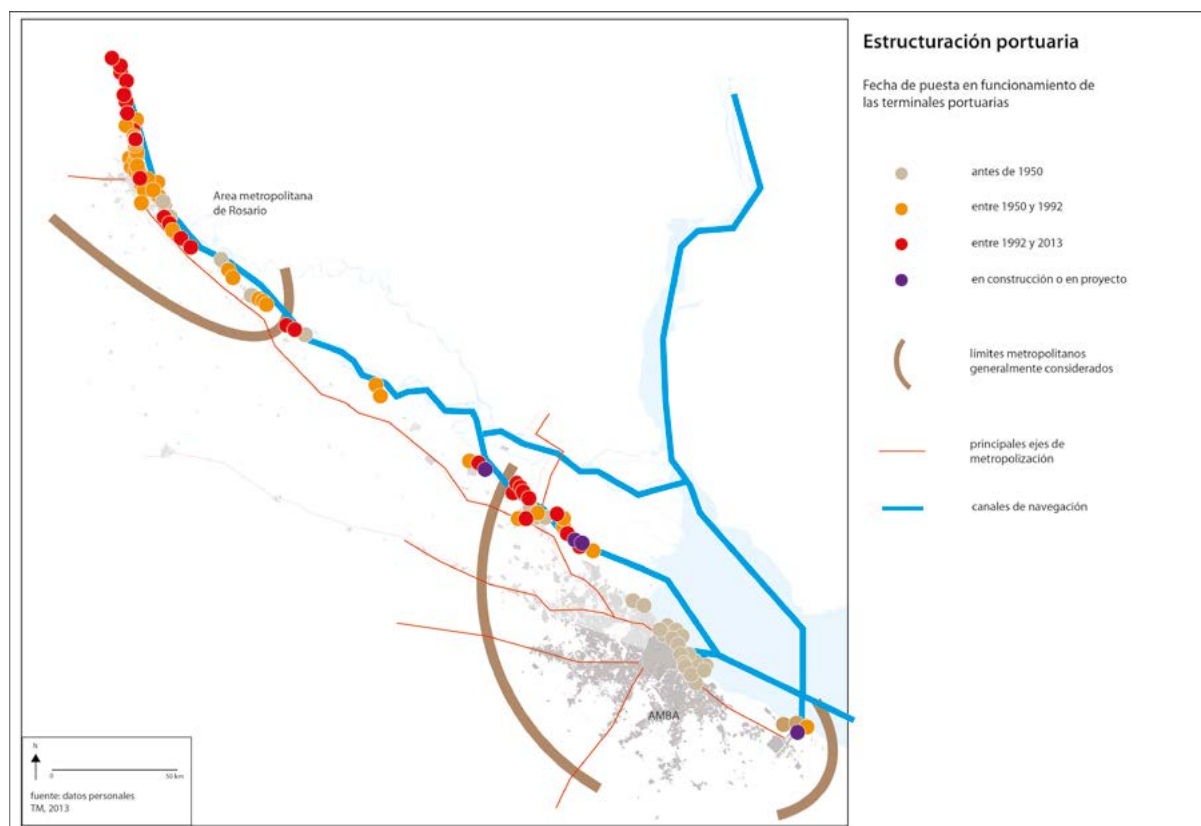 Estructuración portuaria
Fecha de puesta en funcionamiento de
las terminales portuarias
antes de 1950
entre 1950 y 1992
entre 1992 y 2013
en construcción o en proyecto
límites metropolitanos
generalmente considerados
principales ejes de
metropolización
canales de navegación
Area metropolitana
de Rosario
AMBA
N
0 50 km
fuente: datos personales
TM, 2013